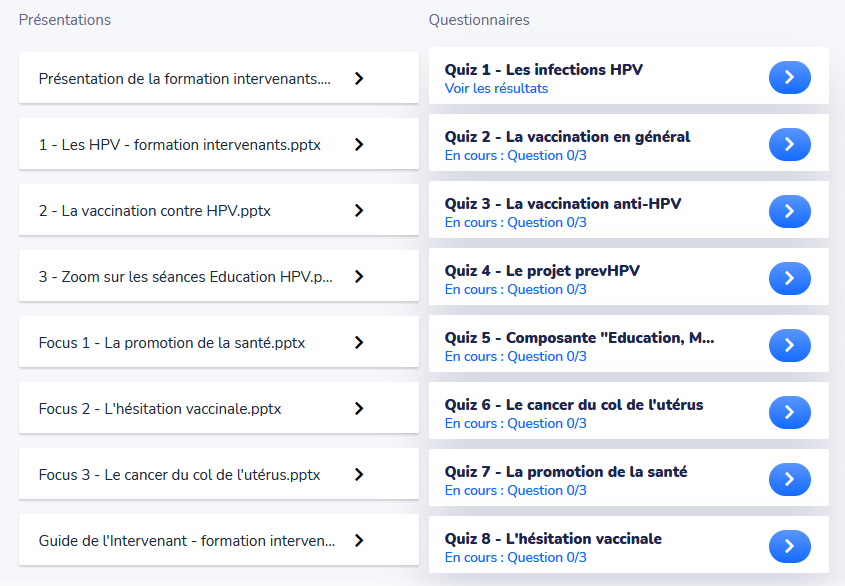 Présentations
Présentation de la formation intervenants....
1 - Les HPV - formation intervenants.pptx
2 - La vaccination contre HPV.pptx
3 - Zoom sur les séances Education HPV.p...
Focus 1 - La promotion de la santé.pptx
Focus 2 - L'hésitation vaccinale.pptx
Focus 3 - Le cancer du col de l'utérus.pptx
Guide de l'Intervenant - formation interven...
Questionnaires
Quiz 1 - Les infections HPV
Voir les résultats
Quiz 2 - La vaccination en général
En cours : Question 0/3
Quiz 3 - La vaccination anti-HPV
En cours : Question 0/3
Quiz 4 - Le projet prevHPV
En cours : Question 0/3
Quiz 5 - Composante "Education, M...
En cours : Question 0/3
Quiz 6 - Le cancer du col de l'utérus
En cours : Question 0/3
Quiz 7 - La promotion de la santé
En cours : Question 0/3
Quiz 8 - L'hésitation vaccinale
En cours : Question 0/3